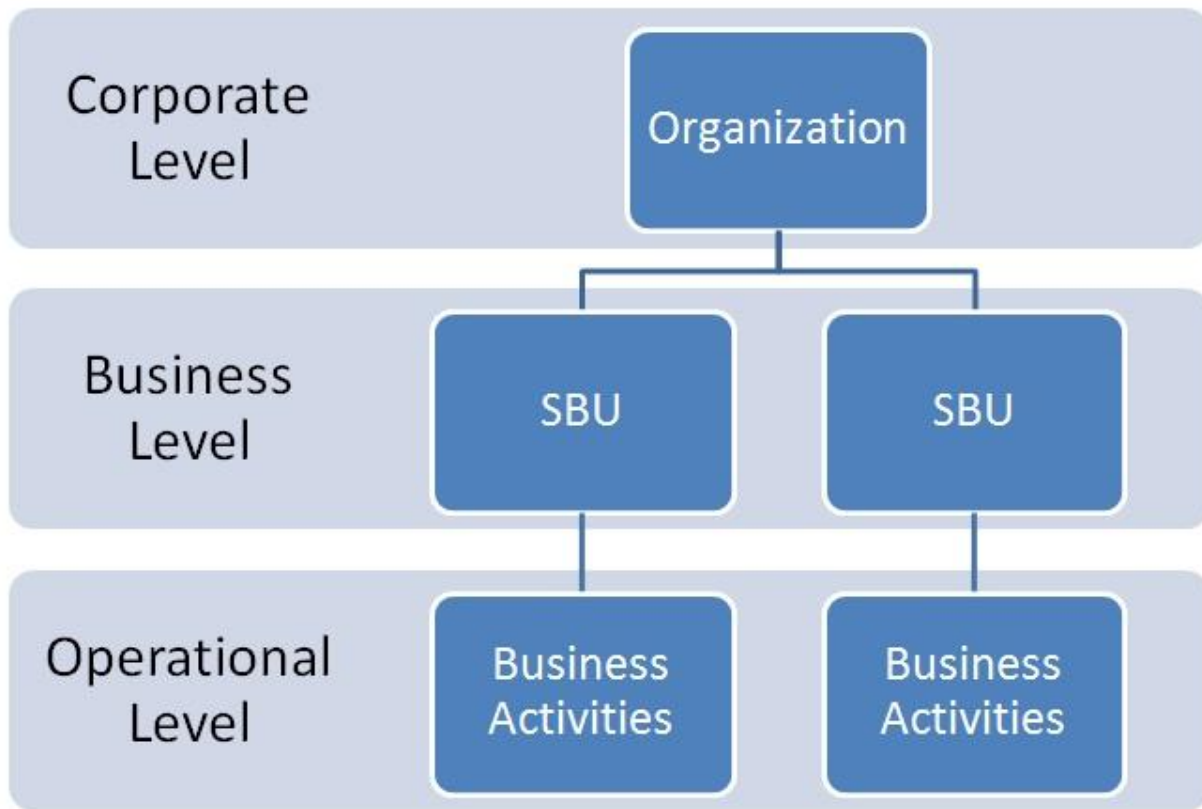 Corporate
Level
Organization
Business
Level
SBU
SBU
Operational
Level
Business
Activities
Business
Activities